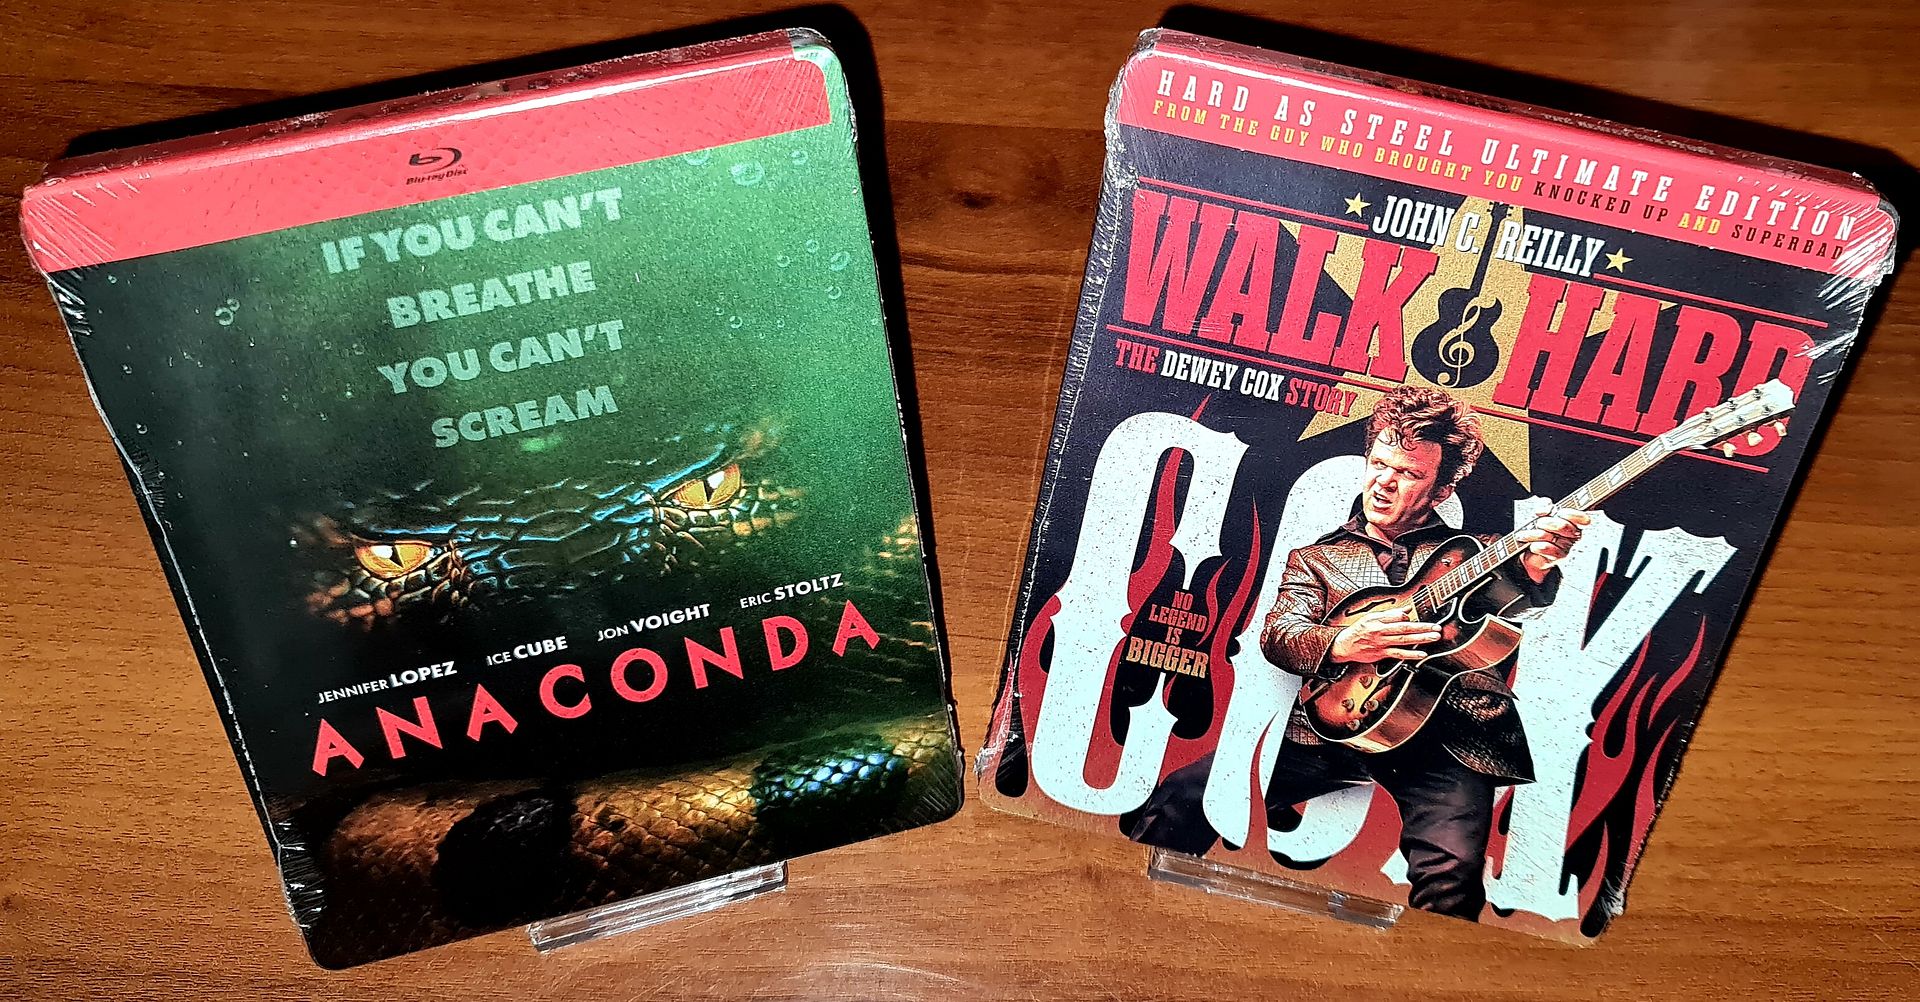 Blu-ray Disc
IF YOU CAN'T
BREATHE
YOU CAN'T
SCREAM
JENNIFER LOPEZ ICE CUBE JON VOIGHT ERIC STOLTZ
ANACONDA
HARD AS STEEL ULTIMATE EDITION
FROM THE GUY WHO BROUGHT YOU KNOCKED UP AND SUPERBAD
JOHN C. REILLY
WALK HARD
THE DEWEY COX STORY
COX
NO
LEGEND
IS
BIGGER